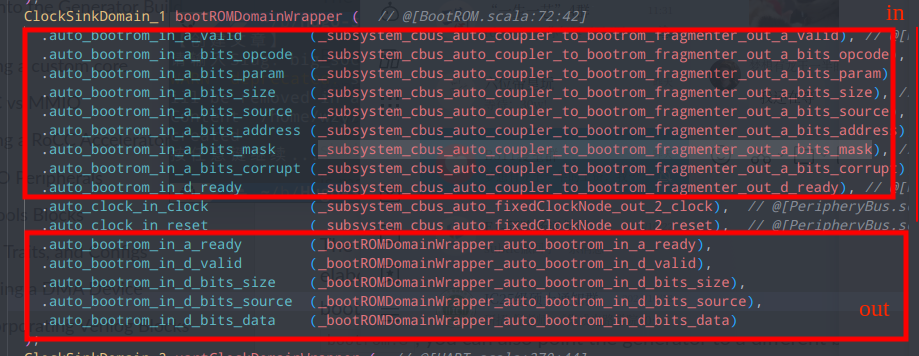 ClockSinkDomain_1 bootROMDomainWrapper ( // @[BootROM.scala:72:42]
in
.auto_bootrom_in_a_valid (_subsystem_cbus_auto_coupler_to_bootrom_fragmenter_out_a_valid), //
.auto_bootrom_in_a_bits_opcode (_subsystem_cbus_auto_coupler_to_bootrom_fragmenter_out_a_bits_opcode,
.auto_bootrom_in_a_bits_param (_subsystem_cbus_auto_coupler_to_bootrom_fragmenter_out_a_bits_param)
.auto_bootrom_in_a_bits_size (_subsystem_cbus_auto_coupler_to_bootrom_fragmenter_out_a_bits_size), /
.auto_bootrom_in_a_bits_source (_subsystem_cbus_auto_coupler_to_bootrom_fragmenter_out_a_bits_source,
.auto_bootrom_in_a_bits_address (_subsystem_cbus_auto_coupler_to_bootrom_fragmenter_out_a_bits_address)
.auto_bootrom_in_a_bits_mask (_subsystem_cbus_auto_coupler_to_bootrom_fragmenter_out_a_bits_mask), /
.auto_bootrom_in_a_bits_corrupt (_subsystem_cbus_auto_coupler_to_bootrom_fragmenter_out_a_bits_corrupt)
.auto_bootrom_in_d_ready (_subsystem_cbus_auto_coupler_to_bootrom_fragmenter_out_d_ready), // @[
.auto_clock_in_clock (_subsystem_cbus_auto_fixedClockNode_out_2_clock), // @[PeripheryBus.sc
.auto_clock_in_reset (_subsystem_cbus_auto_fixedClockNode_out_2_reset), // @[PeripheryBus.sc
.auto_bootrom_in_a_ready (_bootROMDomainWrapper_auto_bootrom_in_a_ready),
.auto_bootrom_in_d_valid (_bootROMDomainWrapper_auto_bootrom_in_d_valid),
.auto_bootrom_in_d_bits_size (_bootROMDomainWrapper_auto_bootrom_in_d_bits_size),
.auto_bootrom_in_d_bits_source (_bootROMDomainWrapper_auto_bootrom_in_d_bits_source),
out
.auto_bootrom_in_d_bits_data (_bootROMDomainWrapper_auto_bootrom_in_d_bits_data)
);